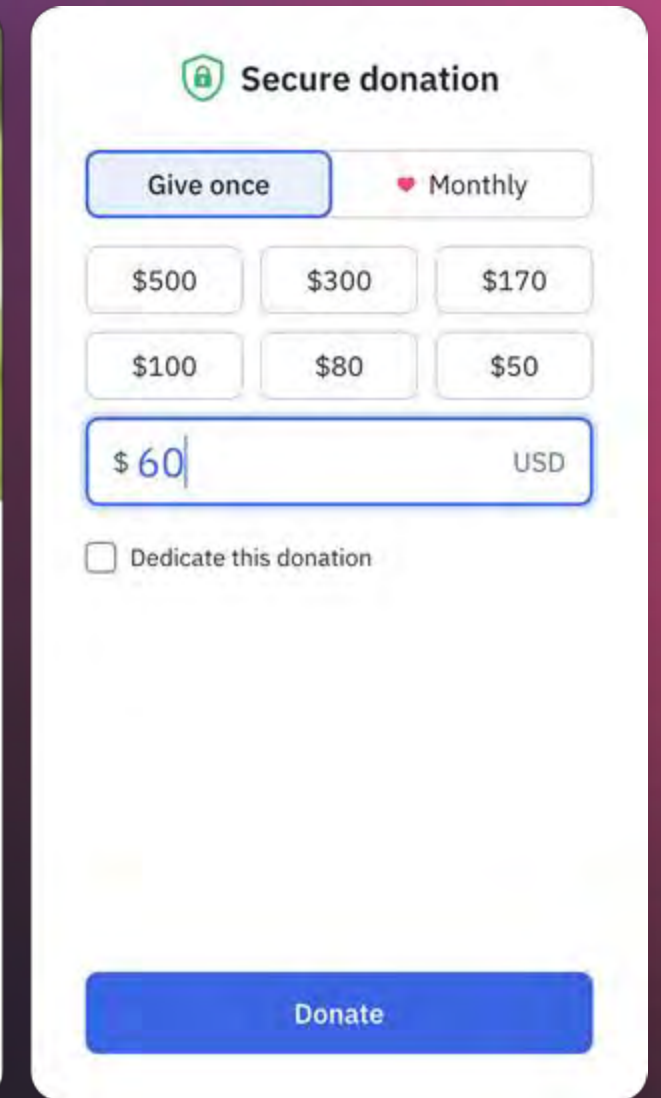 Secure donation
Give once Monthly
$500 $300 $170
$100 $80 $50
$ 60 USD
Dedicate this donation
Donate